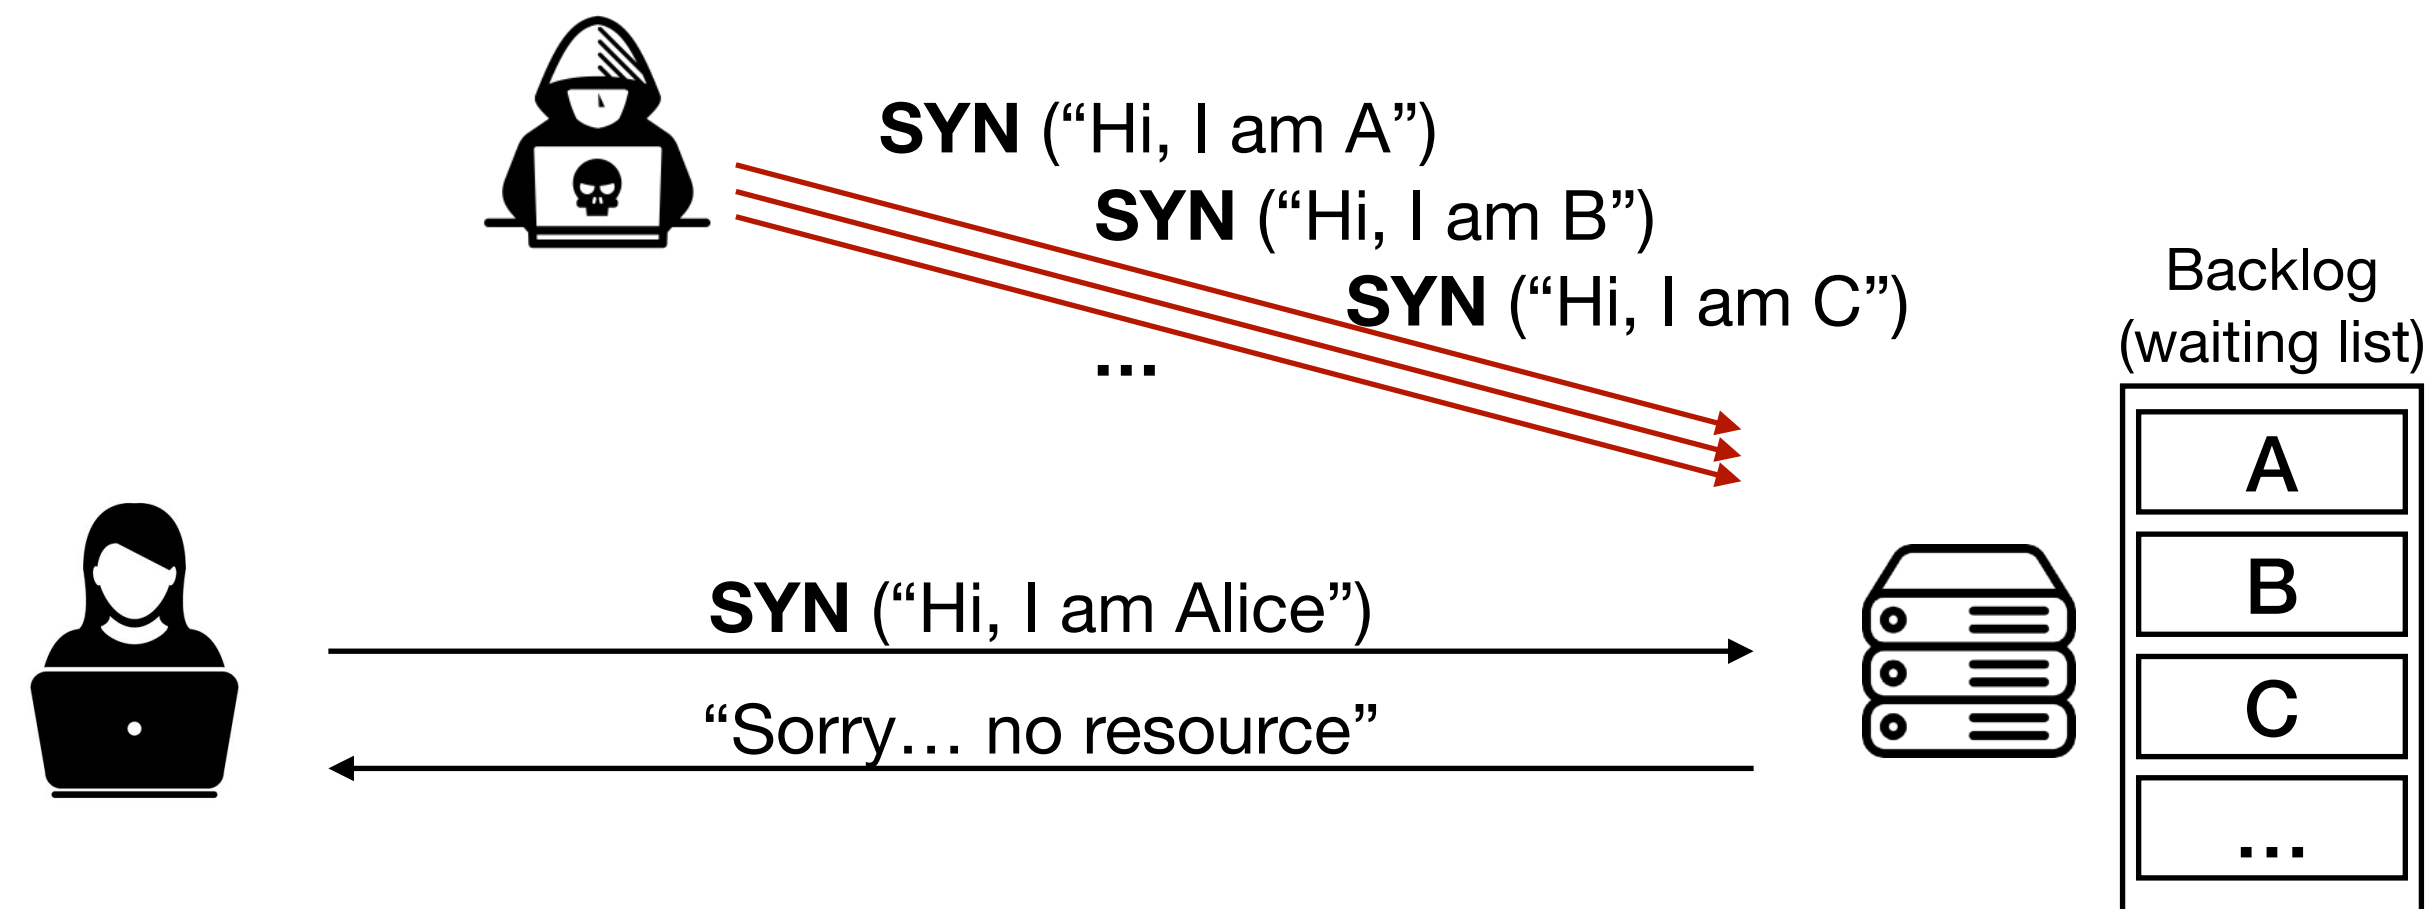 SYN (“Hi, I am A”)
SYN (“Hi, I am B”)
SYN (“Hi, I am C”)
...
Backlog
(waiting list)
A
B
C
...
SYN (“Hi, I am Alice”)
“Sorry… no resource”